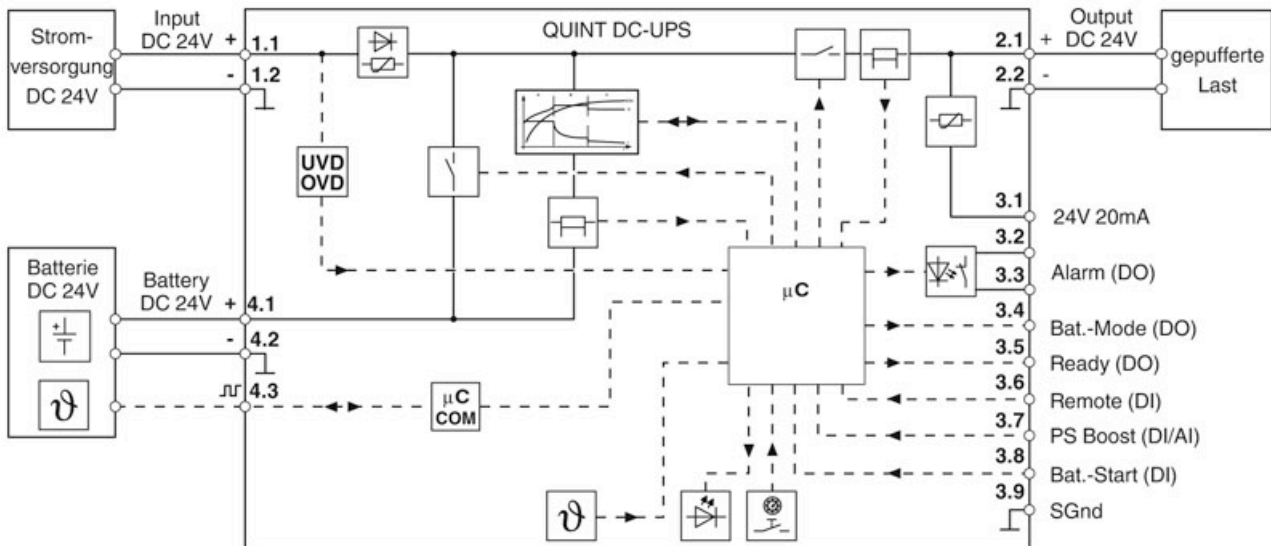 Strom-
versorgung
DC 24V
Input
DC 24V
+
1.1
-
1.2
QUINT DC-UPS
2.1
+
Output
DC 24V
2.2
-
gepufferte
Last
UVD
OVD
3.1
24V 20mA
3.2
3.3
Alarm (DO)
µC
3.4
Bat.-Mode (DO)
3.5
Ready (DO)
3.6
Remote (DI)
3.7
PS Boost (DI/AI)
3.8
Bat.-Start (DI)
3.9
SGnd
Batterie
DC 24V
+
ϑ
Battery
DC 24V
+
4.1
-
4.2
4.3
µC
COM
ϑ